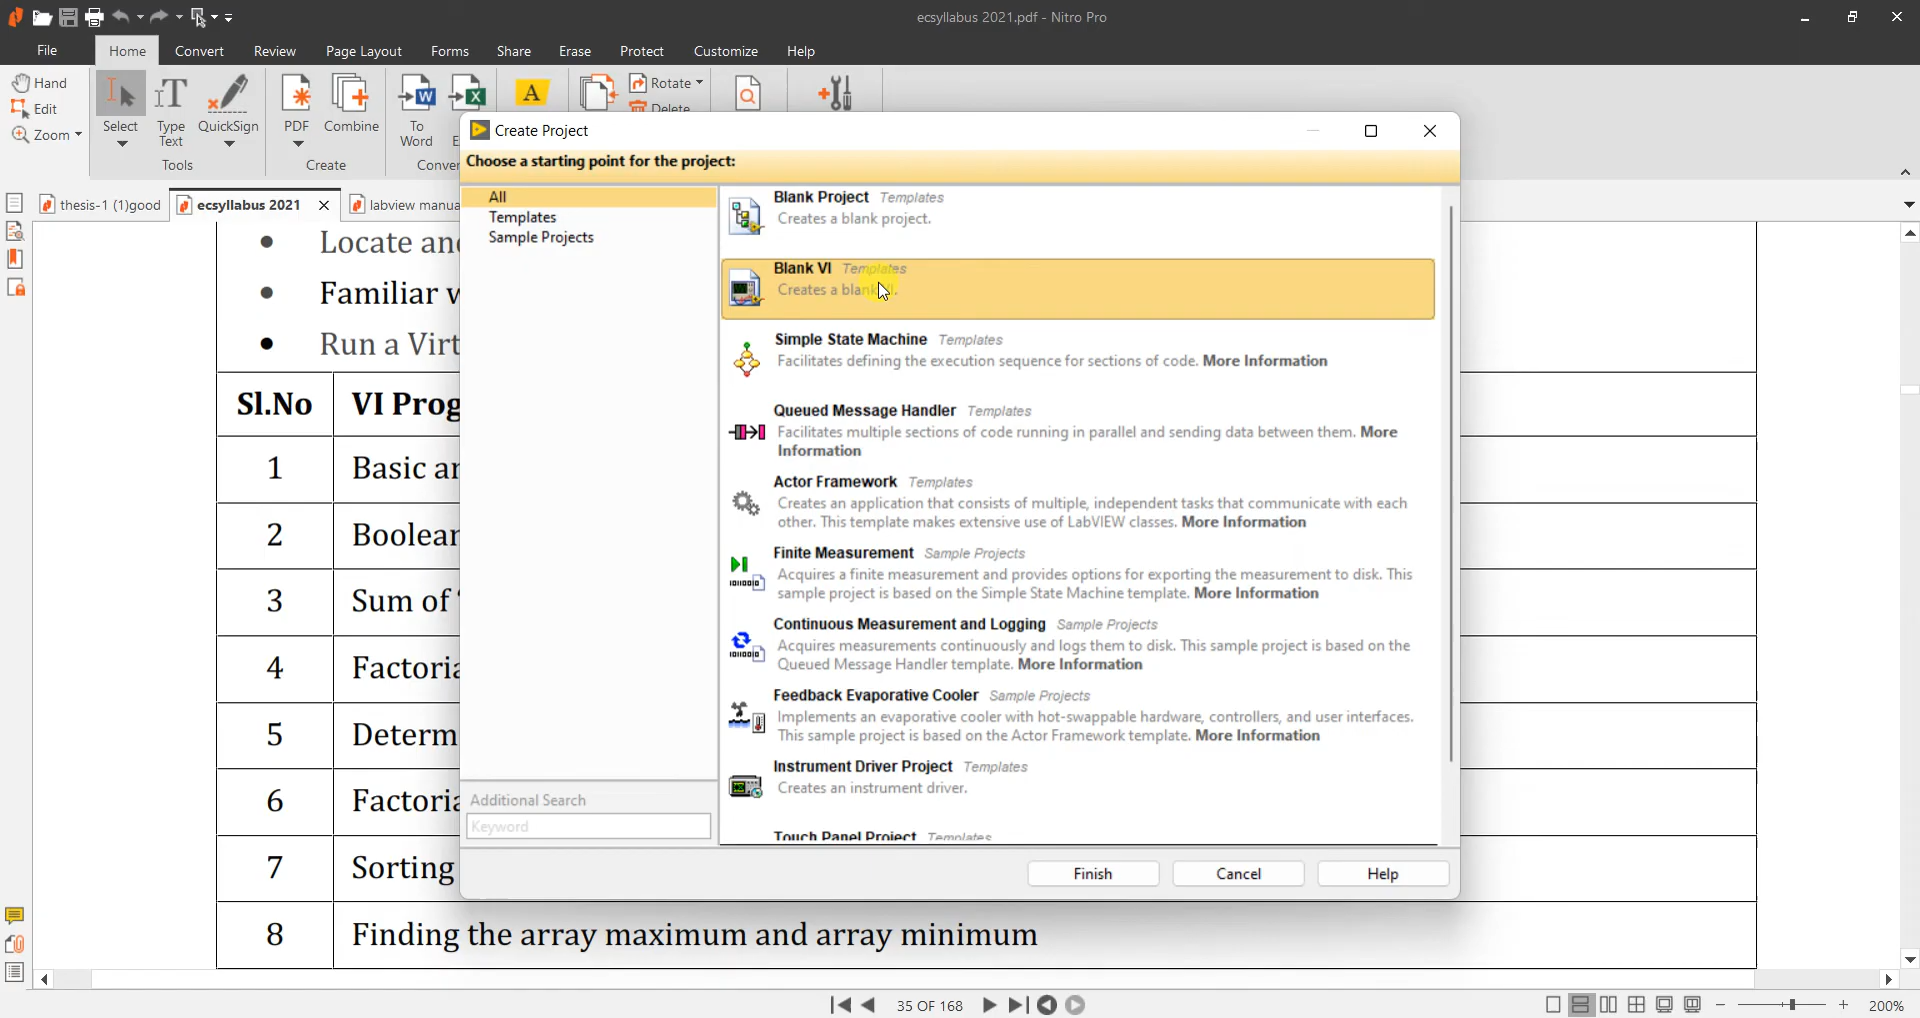 ecsyllabus 2021.pdf - Nitro Pro
File Home Convert Review Page Layout Forms Share Erase Protect Customize Help
Hand
Edit
Zoom
Select
Type Text
QuickSign
Tools
PDF
Combine
Create
To Word
Conver
Rotate
Delete
thesis-1 (1)good ecsyllabus 2021 labview manua
Create Project
Choose a starting point for the project:
All
Templates
Sample Projects
Additional Search
Keyword
Blank Project Templates
Creates a blank project.
Blank VI Templates
Creates a blank
Simple State Machine Templates
Facilitates defining the execution sequence for sections of code. More Information
Queued Message Handler Templates
Facilitates multiple sections of code running in parallel and sending data between them. More
Information
Actor Framework Templates
Creates an application that consists of multiple, independent tasks that communicate with each
other. This template makes extensive use of LabVIEW classes. More Information
Finite Measurement Sample Projects
Acquires a finite measurement and provides options for exporting the measurement to disk. This
sample project is based on the Simple State Machine template. More Information
Continuous Measurement and Logging Sample Projects
Acquires measurements continuously and logs them to disk. This sample project is based on the
Queued Message Handler template. More Information
Feedback Evaporative Cooler Sample Projects
Implements an evaporative cooler with hot-swappable hardware, controllers, and user interfaces.
This sample project is based on the Actor Framework template. More Information
Instrument Driver Project Templates
Creates an instrument driver.
Touch Panel Project Templates
Finish Cancel Help
• Locate an
• Familiar w
• Run a Virt
Sl.No VI Prog
1 Basic ar
2 Boolean
3 Sum of '
4 Factoria
5 Determ
6 Factoria
7 Sorting
8 Finding the array maximum and array minimum
35 OF 168
200%